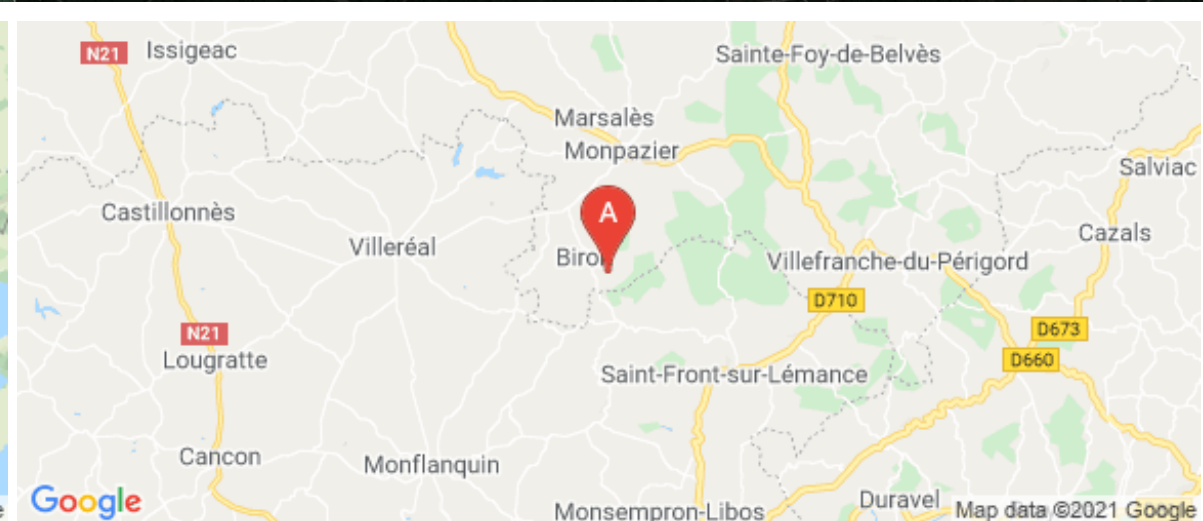 N21 Issigeac
Sainte-Foy-de-Belvès
Marsalès
Monpazier
Salviac
Castillonnès
A
Cazals
Villeréal
Biron
Villefranche-du-Périgord
D710
N21
D673
Lougratte
D660
Saint-Front-sur-Lémance
Cancon
Monflanquin
Duravel
Google
Monsempron-Libos
Map data ©2021 Google